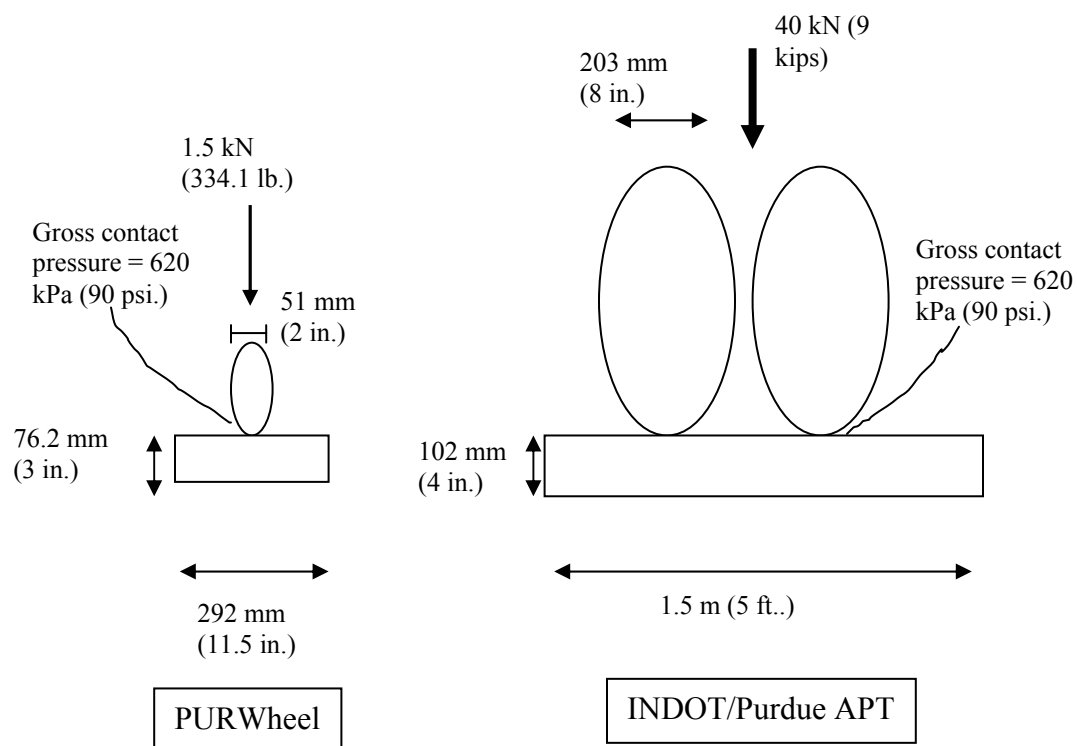 1.5 kN
(334.1 lb.)
Gross contact
pressure = 620
kPa (90 psi.)
51 mm
(2 in.)
76.2 mm
(3 in.)
292 mm
(11.5 in.)
PURWheel
40 kN (9
kips)
203 mm
(8 in.)
Gross contact
pressure = 620
kPa (90 psi.)
102 mm
(4 in.)
1.5 m (5 ft..)
INDOT/Purdue APT